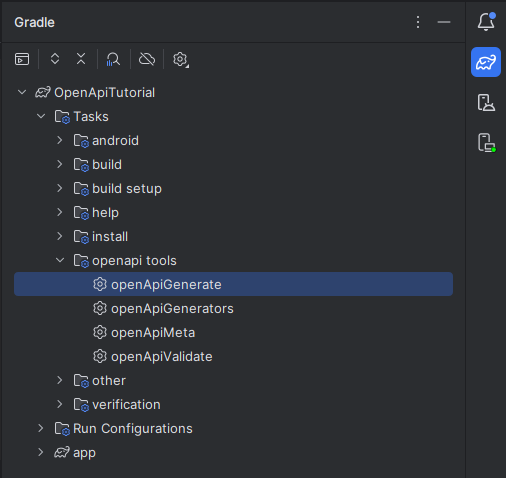 Gradle
OpenApiTutorial
Tasks
android
build
build setup
help
install
openapi tools
openApiGenerate
openApiGenerators
openApiMeta
openApiValidate
other
verification
Run Configurations
app